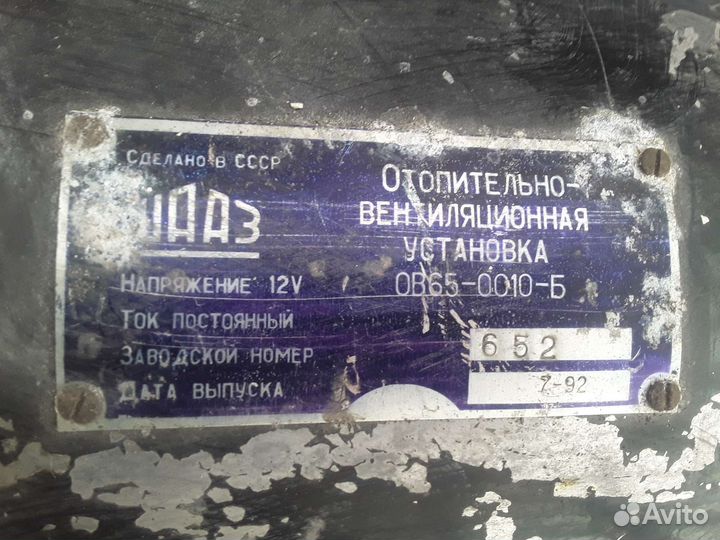 Сделано в СССР
ШААЗ
Отопительно-
вентиляционная
установка
Напряжение 12V
ОВ65-0010-Б
Ток постоянный
Заводской номер
652
Дата выпуска
7-92
Avito